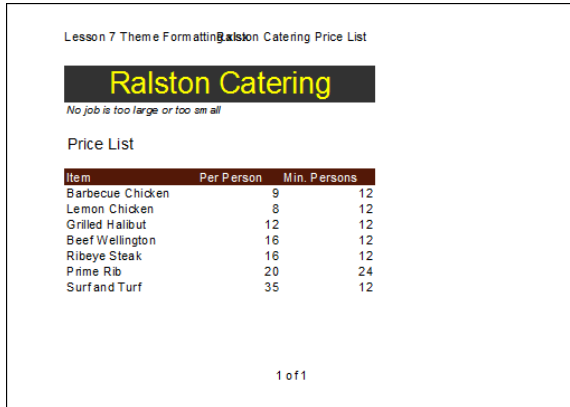 Lesson 7 Theme Formatting.xlsx Ralston Catering Price List
Ralston Catering
No job is too large or too small
Price List
Item Per Person Min. Persons
Barbecue Chicken 9 12
Lemon Chicken 8 12
Grilled Halibut 12 12
Beef Wellington 16 12
Ribeye Steak 16 12
Prime Rib 20 24
Surf and Turf 35 12
1 of 1